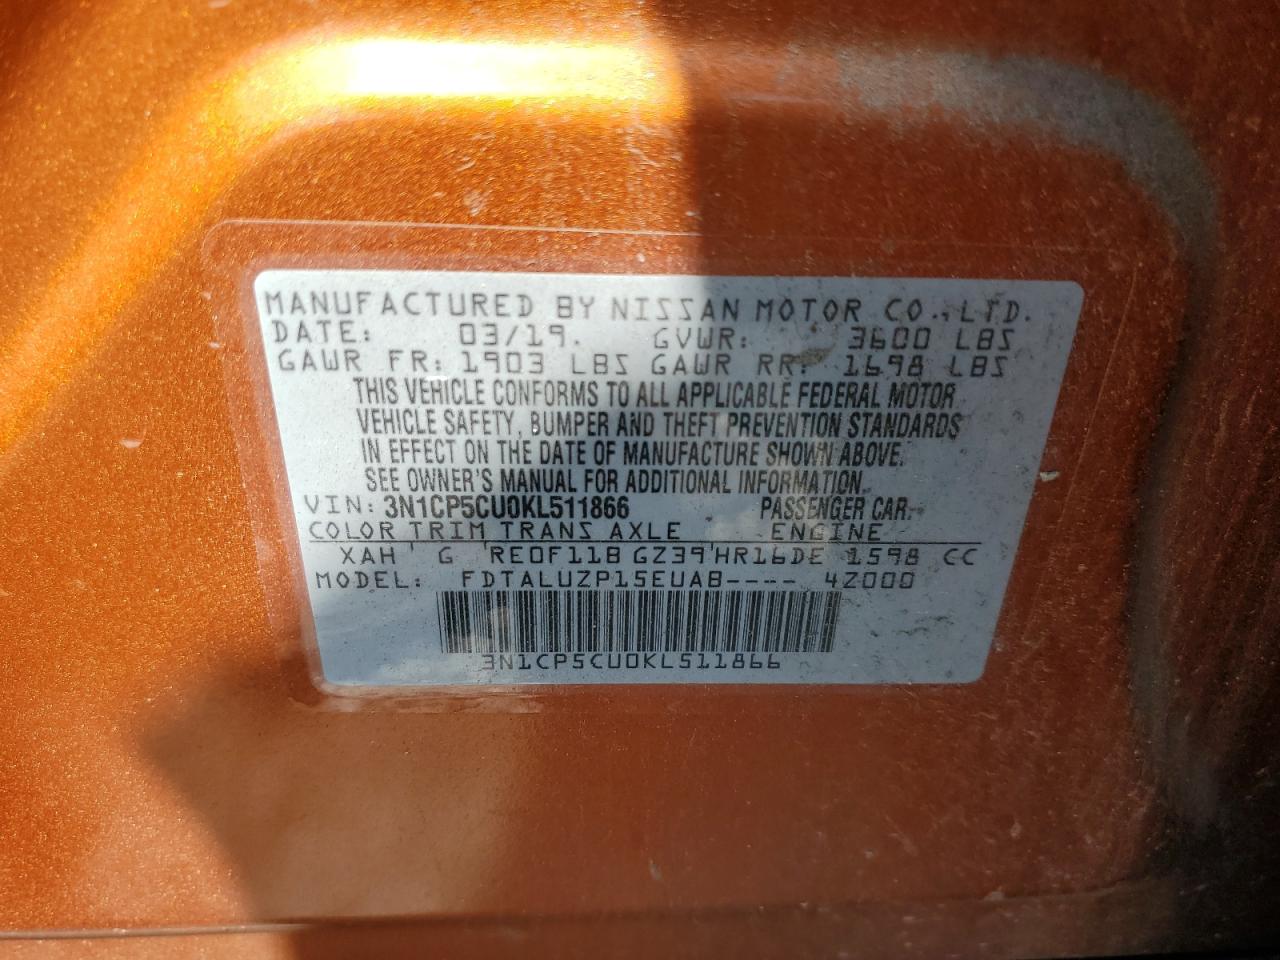 MANUFACTURED BY NISSAN MOTOR CO., LTD.
DATE: 03/19. GVWR: 3600 LBS
GAWR FR: 1903 LBS GAWR RR: 1698 LBS
THIS VEHICLE CONFORMS TO ALL APPLICABLE FEDERAL MOTOR
VEHICLE SAFETY, BUMPER AND THEFT PREVENTION STANDARDS
IN EFFECT ON THE DATE OF MANUFACTURE SHOWN ABOVE.
SEE OWNER'S MANUAL FOR ADDITIONAL INFORMATION.
VIN: 3N1CP5CU0KL511866 PASSENGER CAR.
COLOR TRIM TRANS AXLE ENGINE
XAH G RE0F11B GZ39 HR16DE 1598 CC
MODEL: FDTALUZP15EUAB---- 4Z000
3N1CP5CU0KL511866